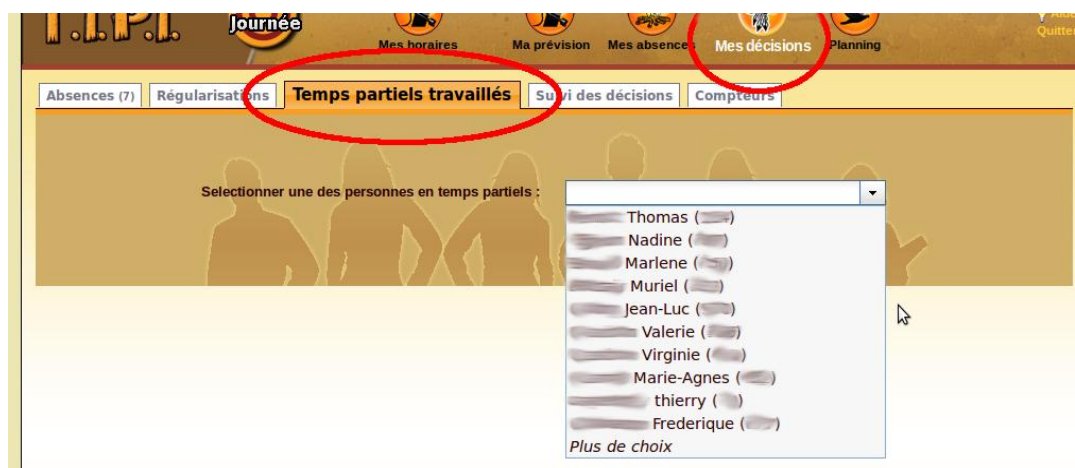 T.I.P.I. Journée
Mes horaires Ma prévision Mes absences Mes décisions Planning
Quitter
Absences (7) Régularisations Temps partiels travaillés Suivi des décisions Compteurs
Selectionner une des personnes en temps partiels :
Thomas ( )
Nadine ( )
Marlene ( )
Muriel ( )
Jean-Luc ( )
Valerie ( )
Virginie ( )
Marie-Agnes ( )
thierry ( )
Frederique ( )
Plus de choix